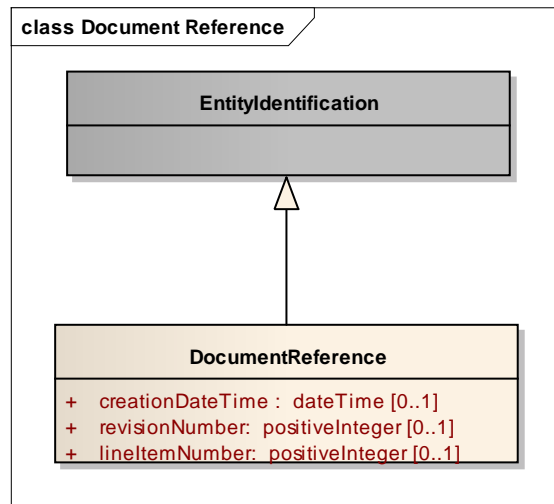 class Document Reference
EntityIdentification
DocumentReference
+ creationDateTime : dateTime [0..1]
+ revisionNumber: positiveInteger [0..1]
+ lineItemNumber: positiveInteger [0..1]